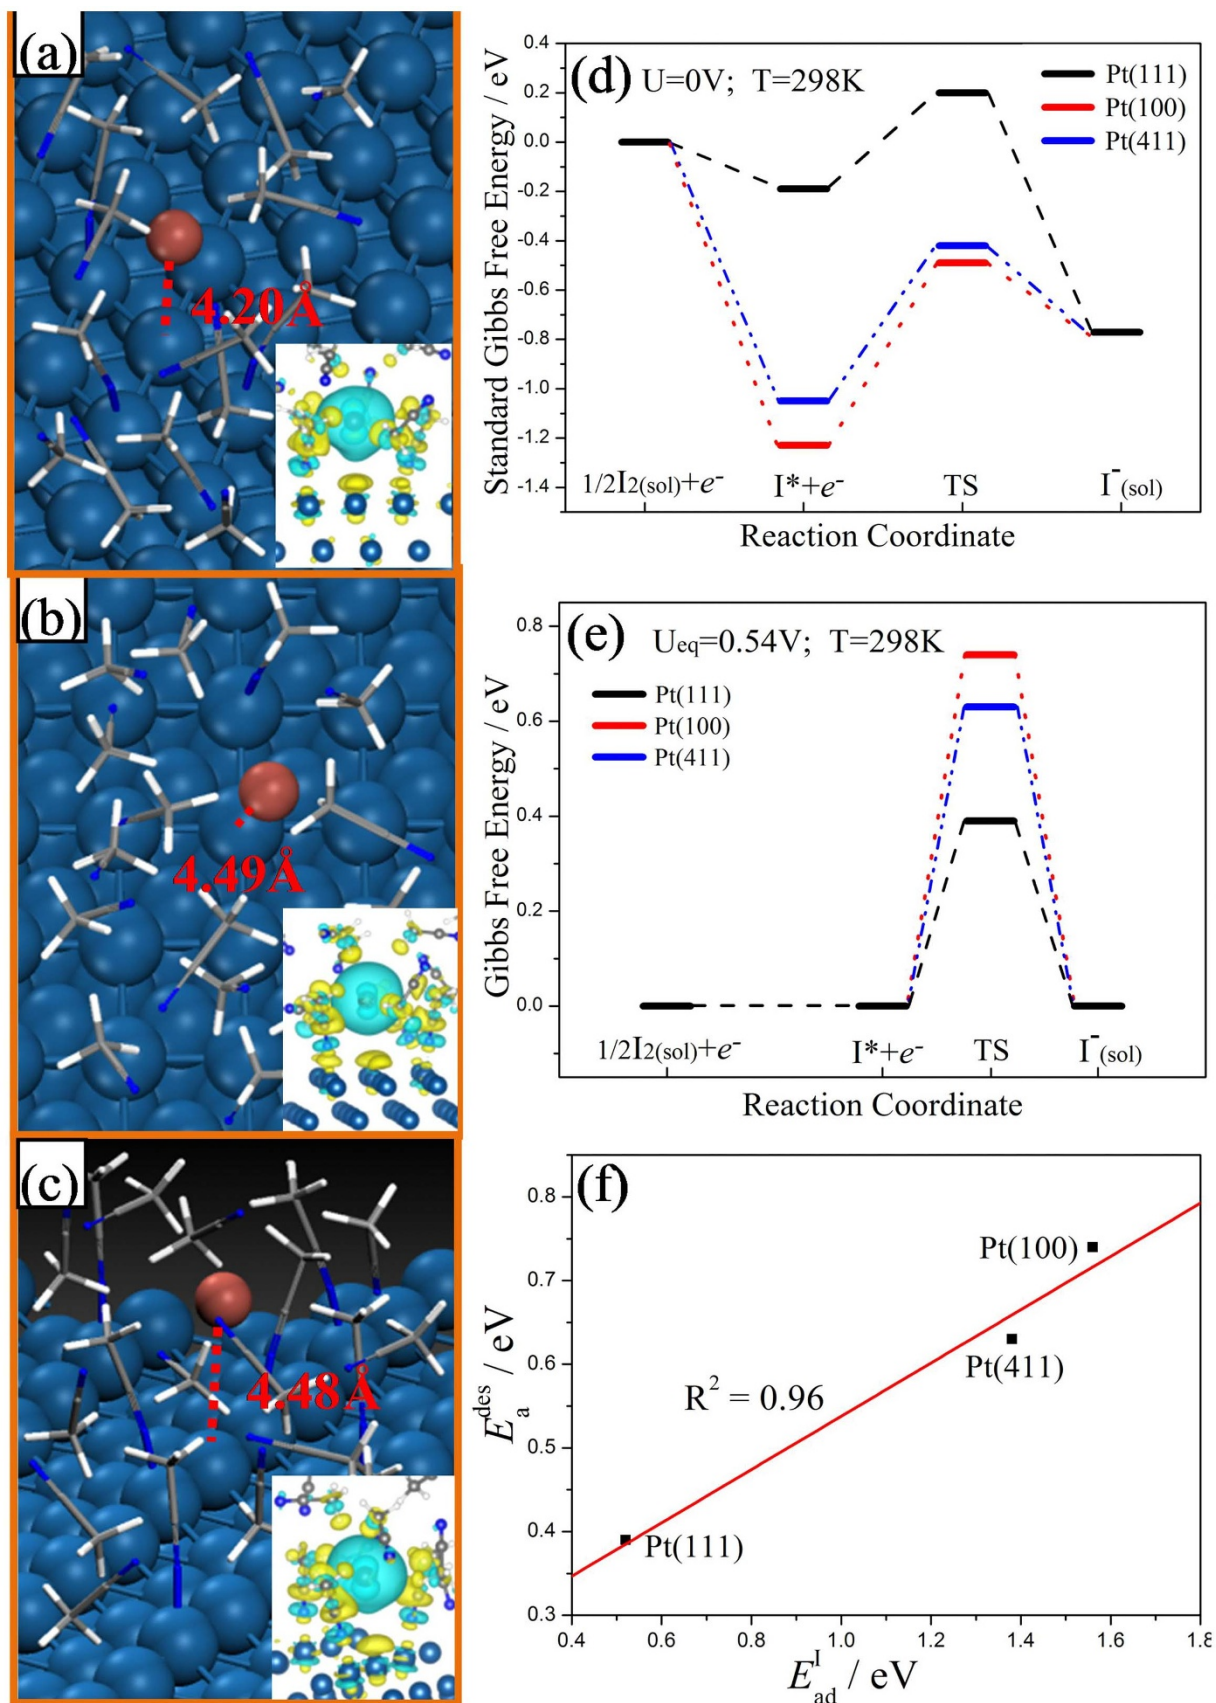 (a)
4.20Å
(b)
4.49Å
(c)
4.48Å
(d) U=0V; T=298K
Pt(111)
Pt(100)
Pt(411)
Standard Gibbs Free Energy / eV
0.4
0.2
0.0
-0.2
-0.4
-0.6
-0.8
-1.0
-1.2
-1.4
1/2I2(sol)+e- I*+e- TS I-(sol)
Reaction Coordinate
(e) Ueq=0.54V; T=298K
Pt(111)
Pt(100)
Pt(411)
Gibbs Free Energy / eV
0.8
0.6
0.4
0.2
0.0
1/2I2(sol)+e- I*+e- TS I-(sol)
Reaction Coordinate
(f)
Pt(100)
Pt(411)
R2 = 0.96
Pt(111)
Eades / eV
0.8
0.7
0.6
0.5
0.4
0.3
0.4 0.6 0.8 1.0 1.2 1.4 1.6 1.8
EadI / eV